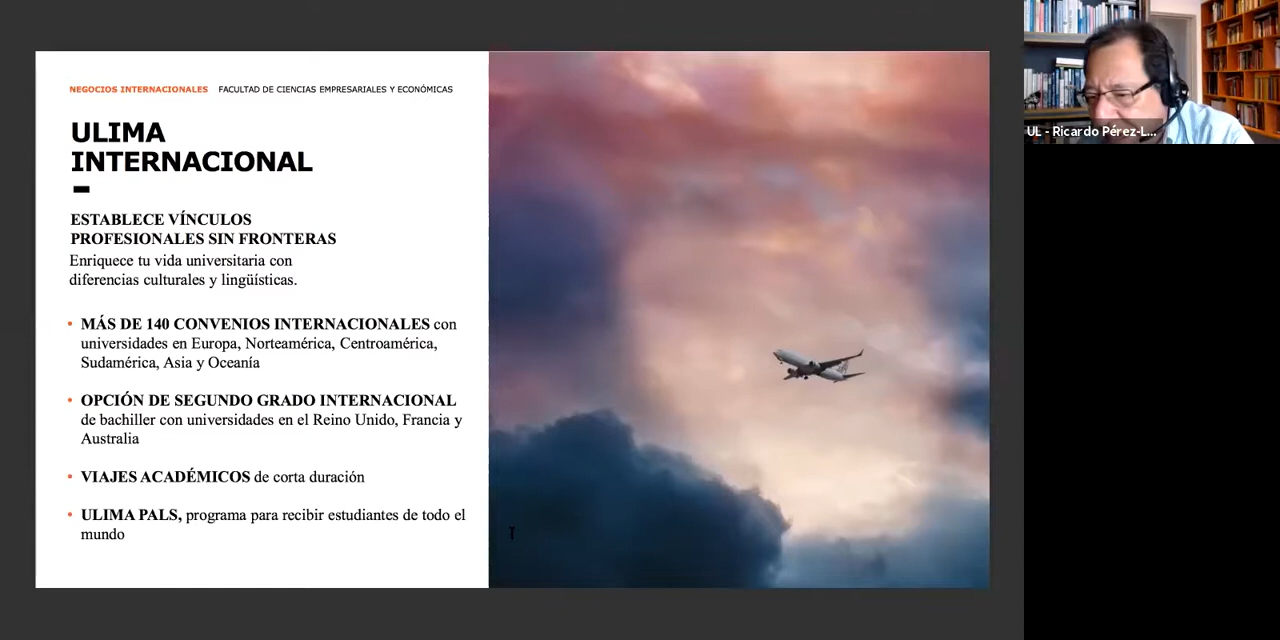 NEGOCIOS INTERNACIONALES FACULTAD DE CIENCIAS EMPRESARIALES Y ECONÓMICAS
ULIMA
INTERNACIONAL
ESTABLECE VÍNCULOS
PROFESIONALES SIN FRONTERAS
Enriquece tu vida universitaria con
diferencias culturales y lingüísticas.
• MÁS DE 140 CONVENIOS INTERNACIONALES con
universidades en Europa, Norteamérica, Centroamérica,
Sudamérica, Asia y Oceanía
• OPCIÓN DE SEGUNDO GRADO INTERNACIONAL
de bachiller con universidades en el Reino Unido, Francia y
Australia
• VIAJES ACADÉMICOS de corta duración
• ULIMA PALS, programa para recibir estudiantes de todo el
mundo
UL - Ricardo Pérez-L...